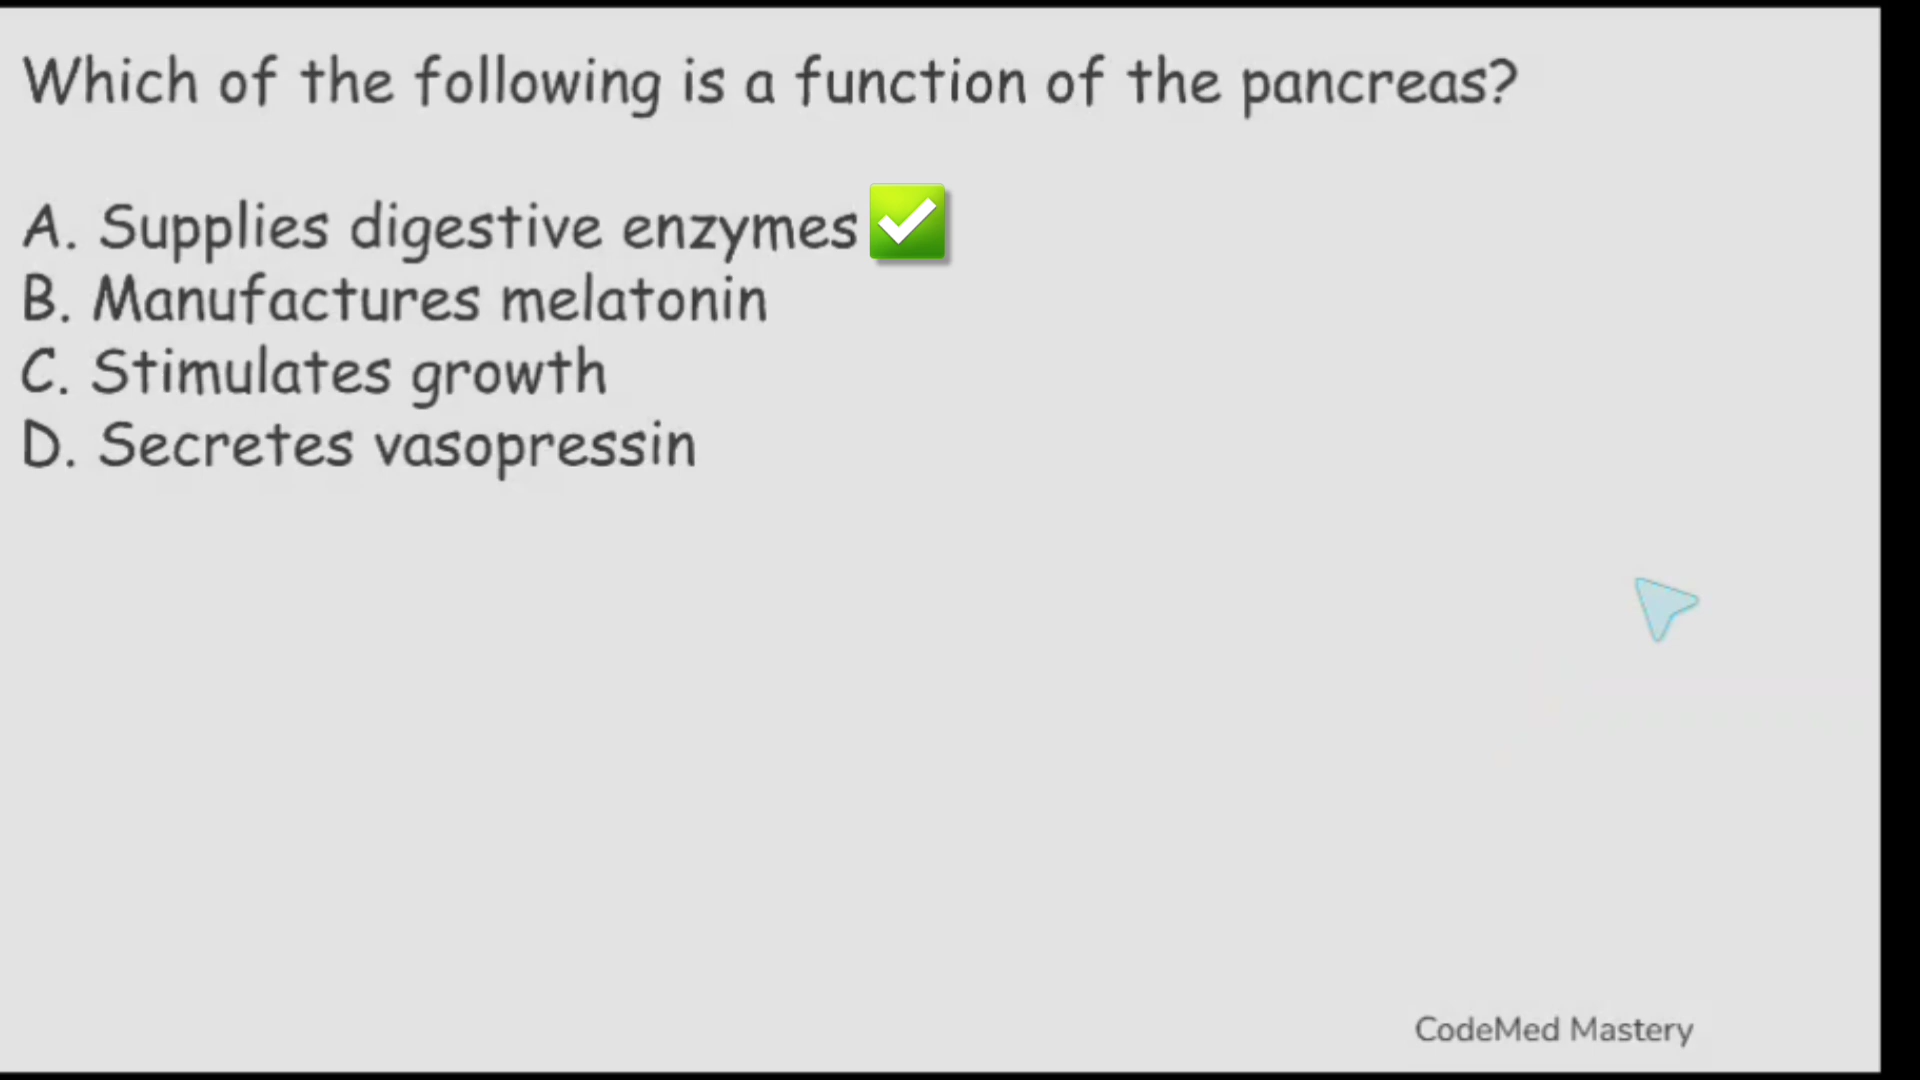 Which of the following is a function of the pancreas?
A. Supplies digestive enzymes
B. Manufactures melatonin
C. Stimulates growth
D. Secretes vasopressin
CodeMed Mastery